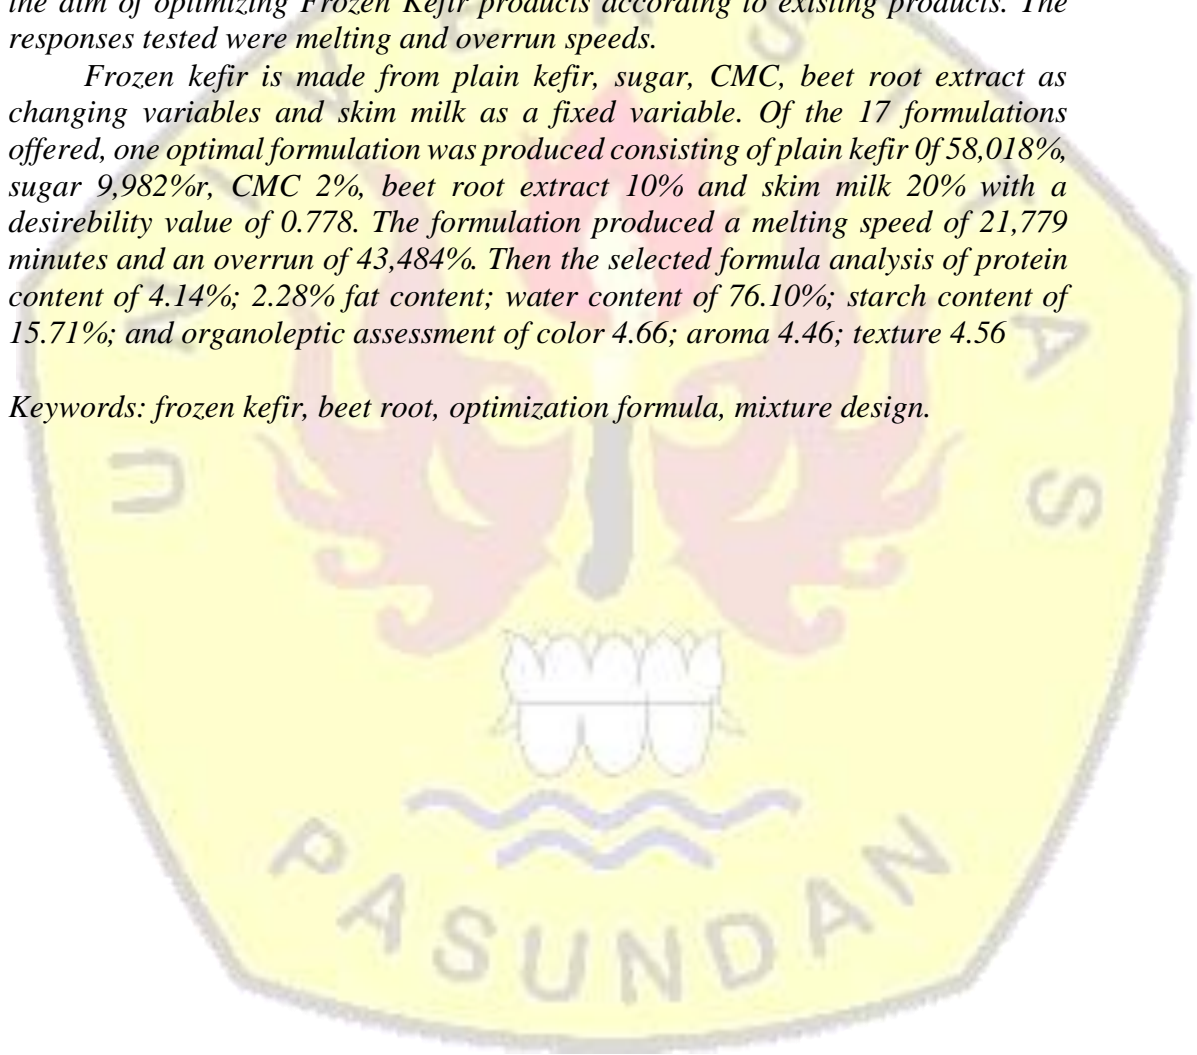 the aim of optimizing Frozen Kefir products according to existing products. The
responses tested were melting and overrun speeds.
Frozen kefir is made from plain kefir, sugar, CMC, beet root extract as
changing variables and skim milk as a fixed variable. Of the 17 formulations
offered, one optimal formulation was produced consisting of plain kefir 0f 58,018%,
sugar 9,982%r, CMC 2%, beet root extract 10% and skim milk 20% with a
desirebility value of 0.778. The formulation produced a melting speed of 21,779
minutes and an overrun of 43,484%. Then the selected formula analysis of protein
content of 4.14%; 2.28% fat content; water content of 76.10%; starch content of
15.71%; and organoleptic assessment of color 4.66; aroma 4.46; texture 4.56
Keywords: frozen kefir, beet root, optimization formula, mixture design.
PASUNDAN